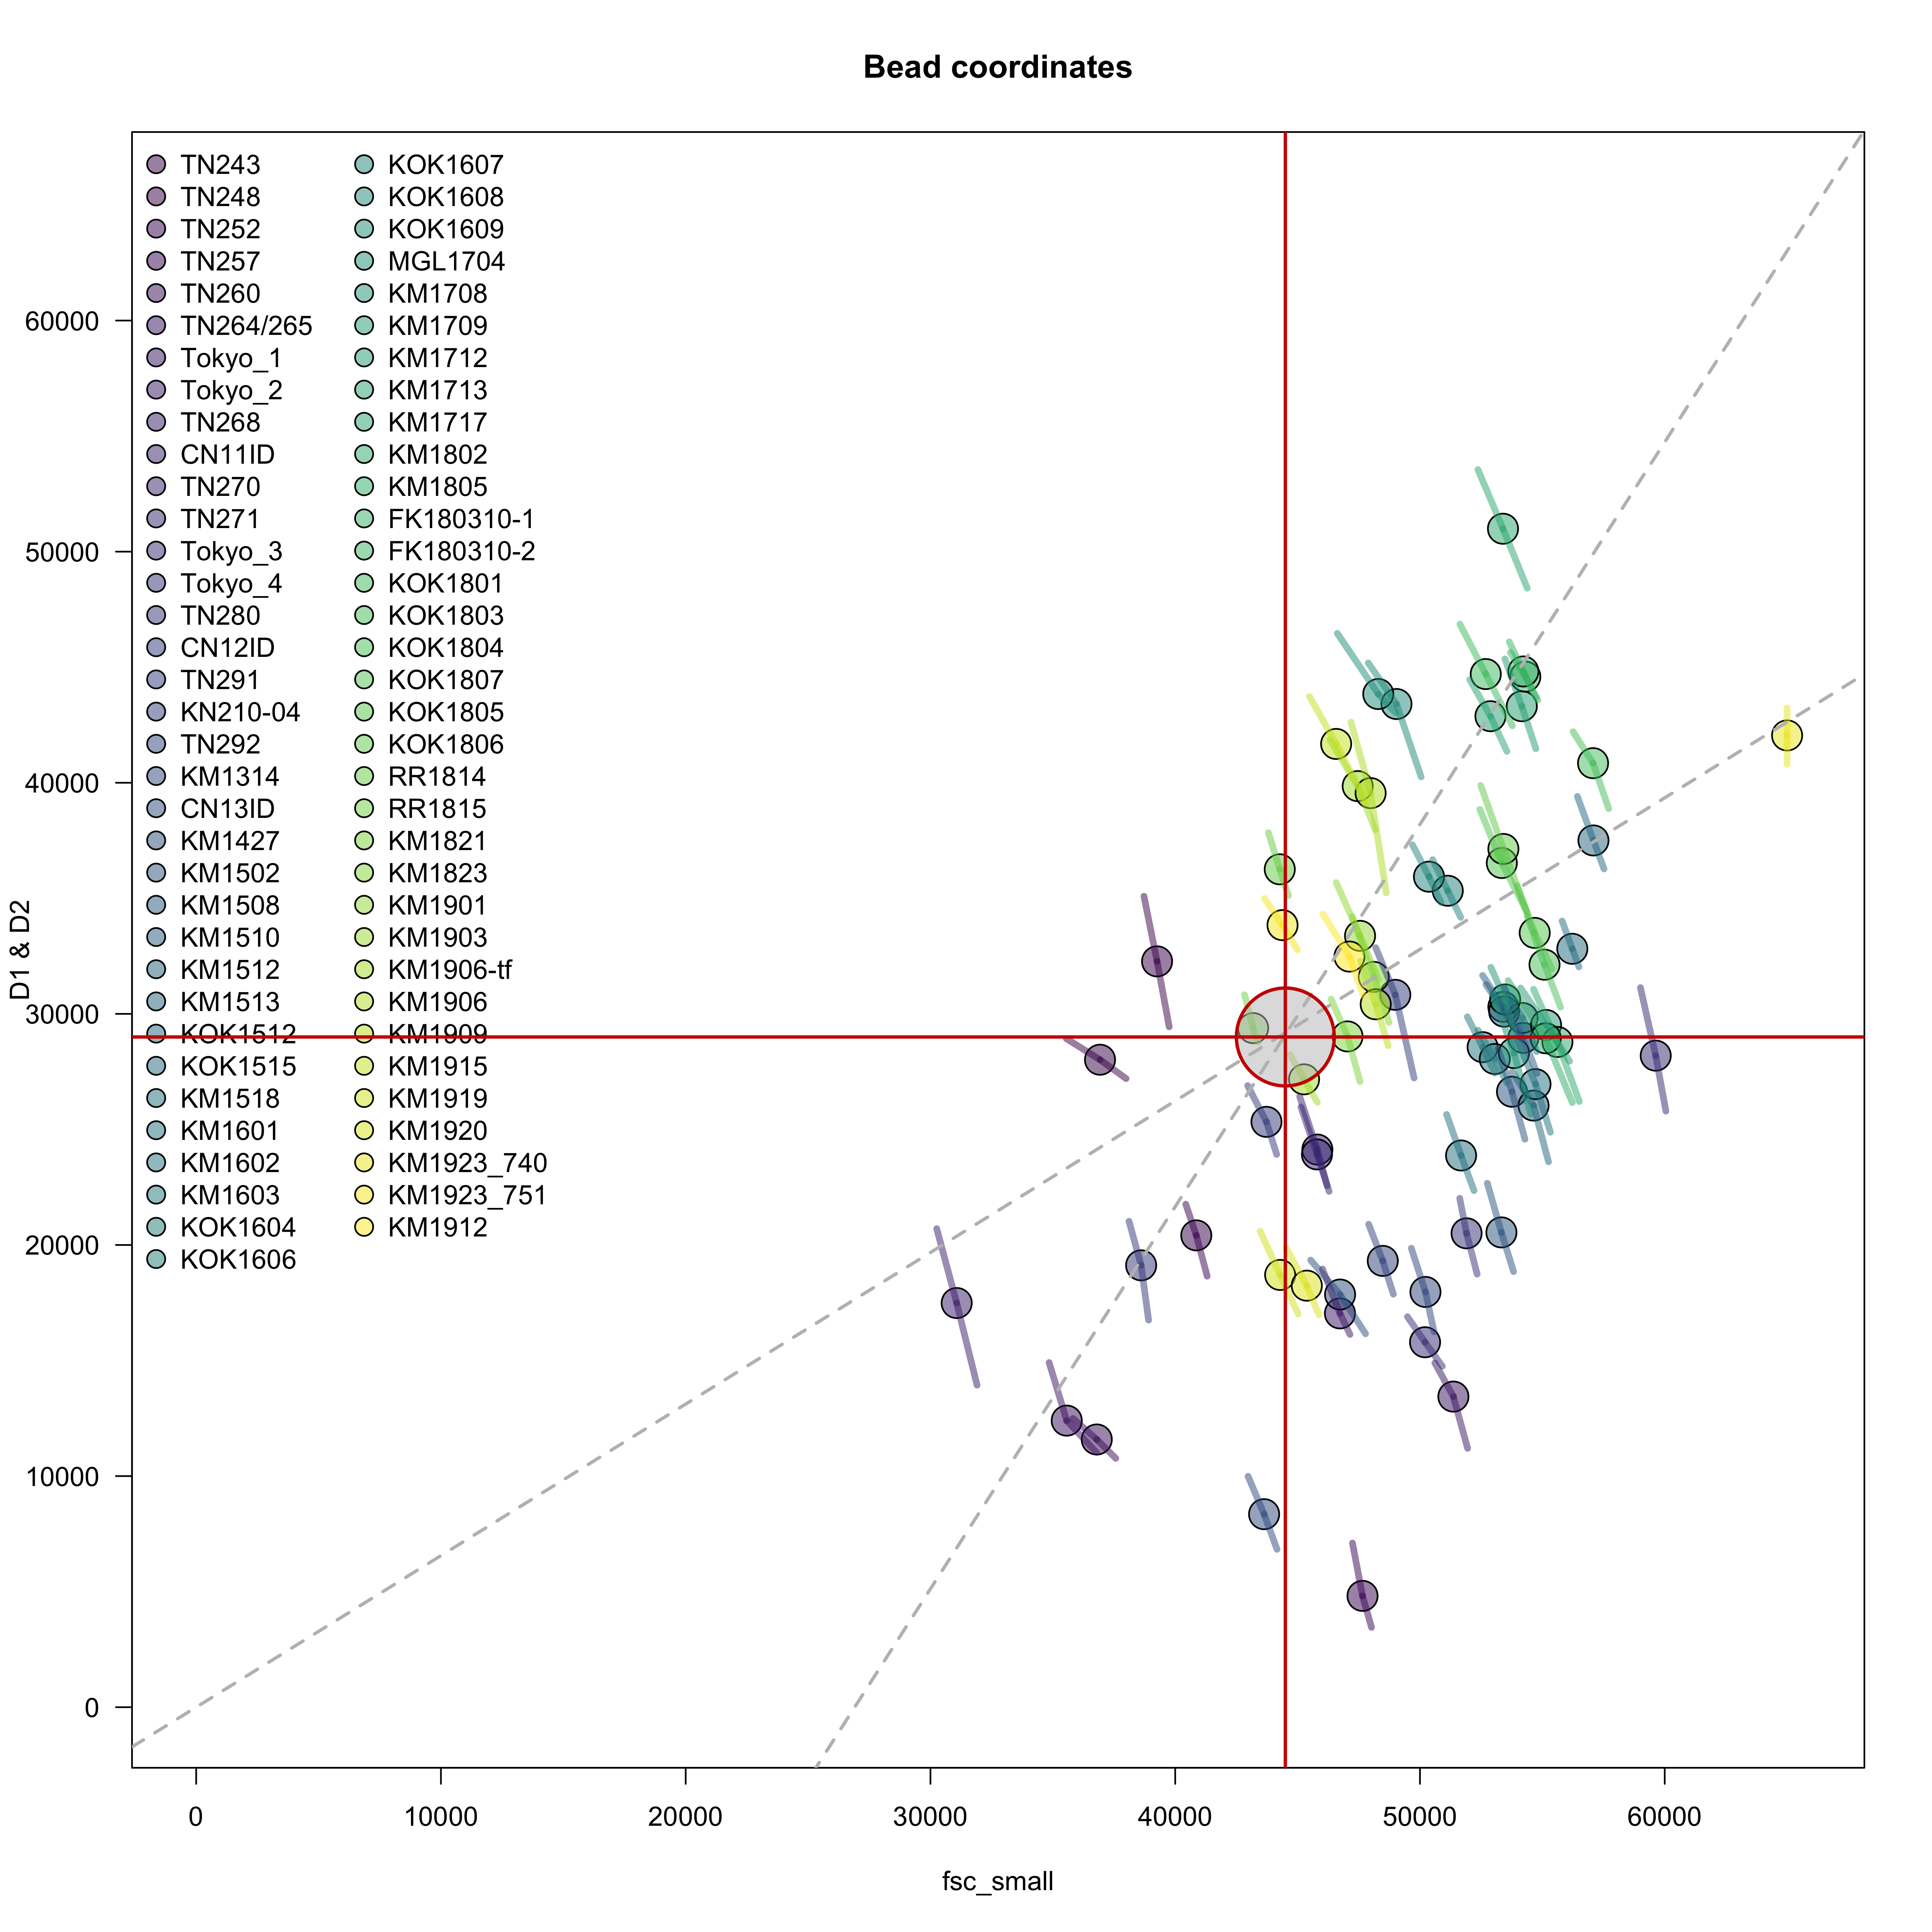 Bead coordinates
TN243
TN248
TN252
TN257
TN260
TN264/265
Tokyo_1
Tokyo_2
TN268
CN11ID
TN270
TN271
Tokyo_3
Tokyo_4
TN280
CN12ID
TN291
KN210-04
TN292
KM1314
CN13ID
KM1427
KM1502
KM1508
KM1510
KM1512
KM1513
KOK1512
KOK1515
KM1518
KM1601
KM1602
KM1603
KOK1604
KOK1606
KOK1607
KOK1608
KOK1609
MGL1704
KM1708
KM1709
KM1712
KM1713
KM1717
KM1802
KM1805
FK180310-1
FK180310-2
KOK1801
KOK1803
KOK1804
KOK1807
KOK1805
KOK1806
RR1814
RR1815
KM1821
KM1823
KM1901
KM1903
KM1906-tf
KM1906
KM1909
KM1915
KM1919
KM1920
KM1923_740
KM1923_751
KM1912
D1 & D2
60000
50000
40000
30000
20000
10000
0
0
10000
20000
30000
40000
50000
60000
fsc_small